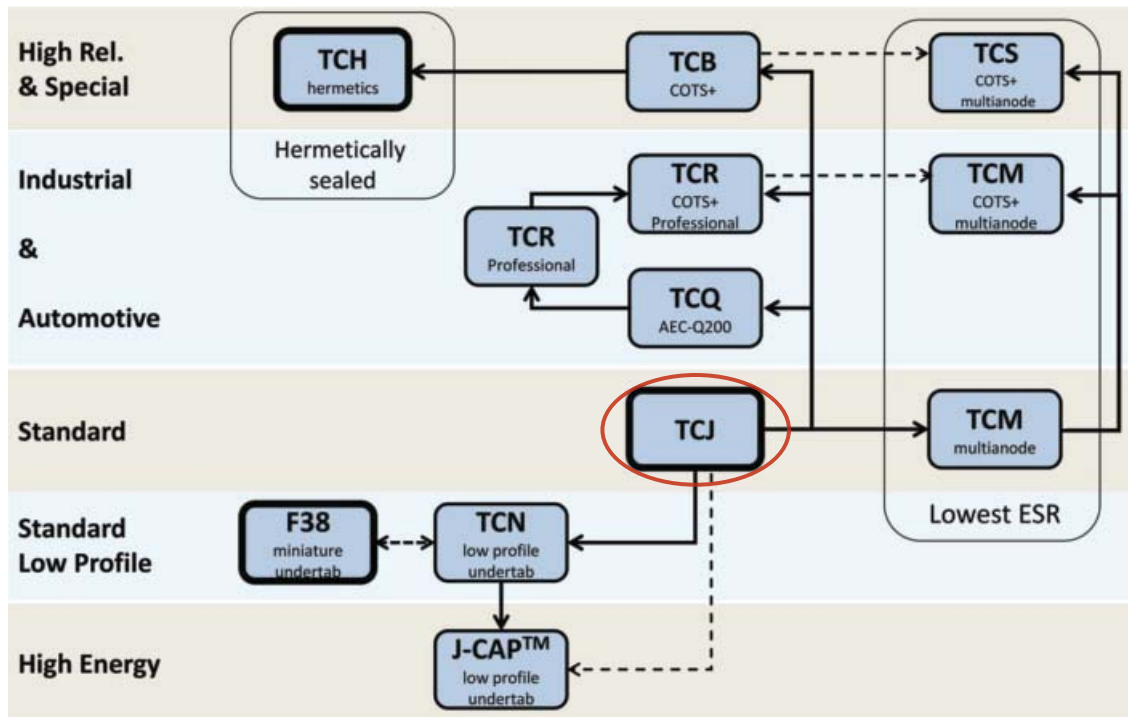 High Rel.
& Special
TCH
hermetics
Hermetically
sealed
TCB
COTS+
TCS
COTS+
multianode
Industrial
&
Automotive
TCR
COTS+
Professional
TCM
COTS+
multianode
TCR
Professional
TCQ
AEC-Q200
Standard
TCJ
TCM
multianode
Lowest ESR
Standard
Low Profile
F38
miniature
undertab
TCN
low profile
undertab
High Energy
J-CAP™
low profile
undertab